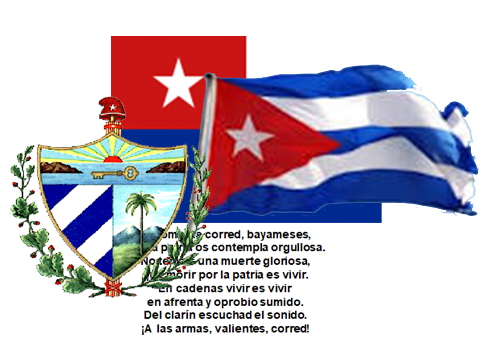 corred, bayameses,
os contempla orgullosa.
una muerte gloriosa,
morir por la patria es vivir.
En cadenas vivir es vivir
en afrenta y oprobio sumido.
Del clarín escuchad el sonido.
¡A las armas, valientes, corred!